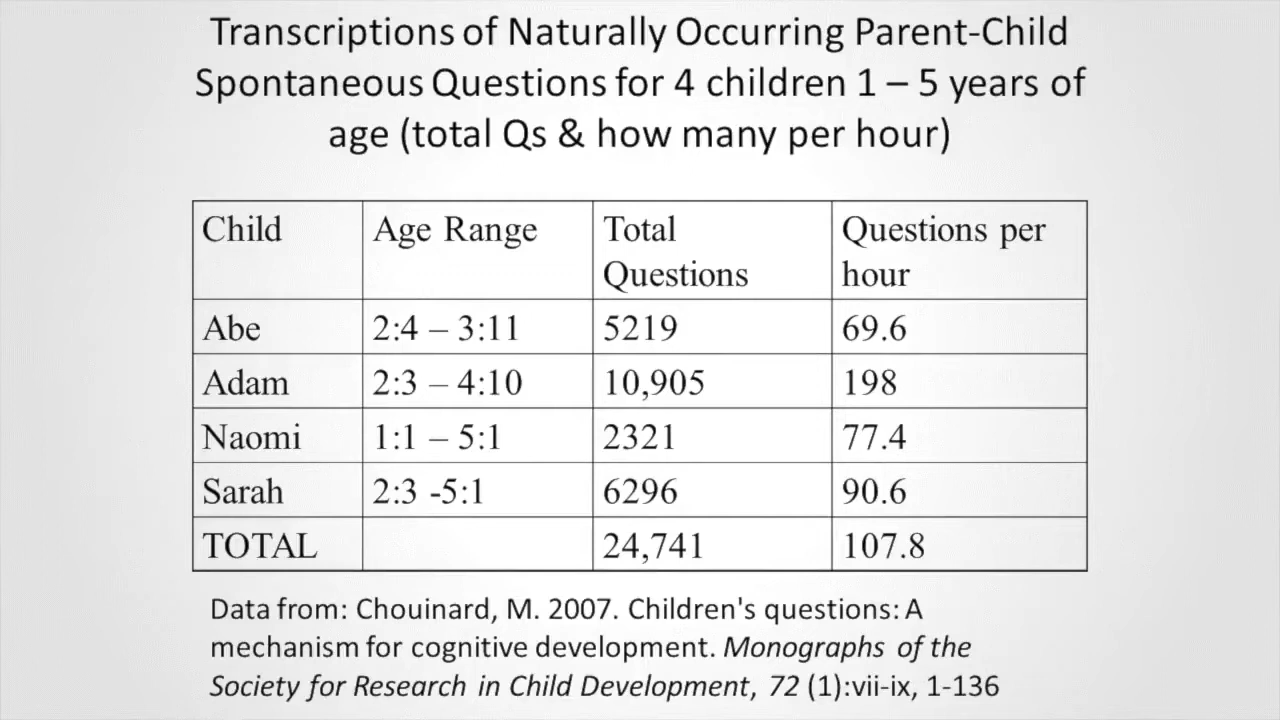 Transcriptions of Naturally Occurring Parent-Child
Spontaneous Questions for 4 children 1 – 5 years of
age (total Qs & how many per hour)
Child Age Range Total Questions Questions per hour
Abe 2:4 – 3:11 5219 69.6
Adam 2:3 – 4:10 10,905 198
Naomi 1:1 – 5:1 2321 77.4
Sarah 2:3 -5:1 6296 90.6
TOTAL 24,741 107.8
Data from: Chouinard, M. 2007. Children's questions: A
mechanism for cognitive development. Monographs of the
Society for Research in Child Development, 72 (1):vii-ix, 1-136